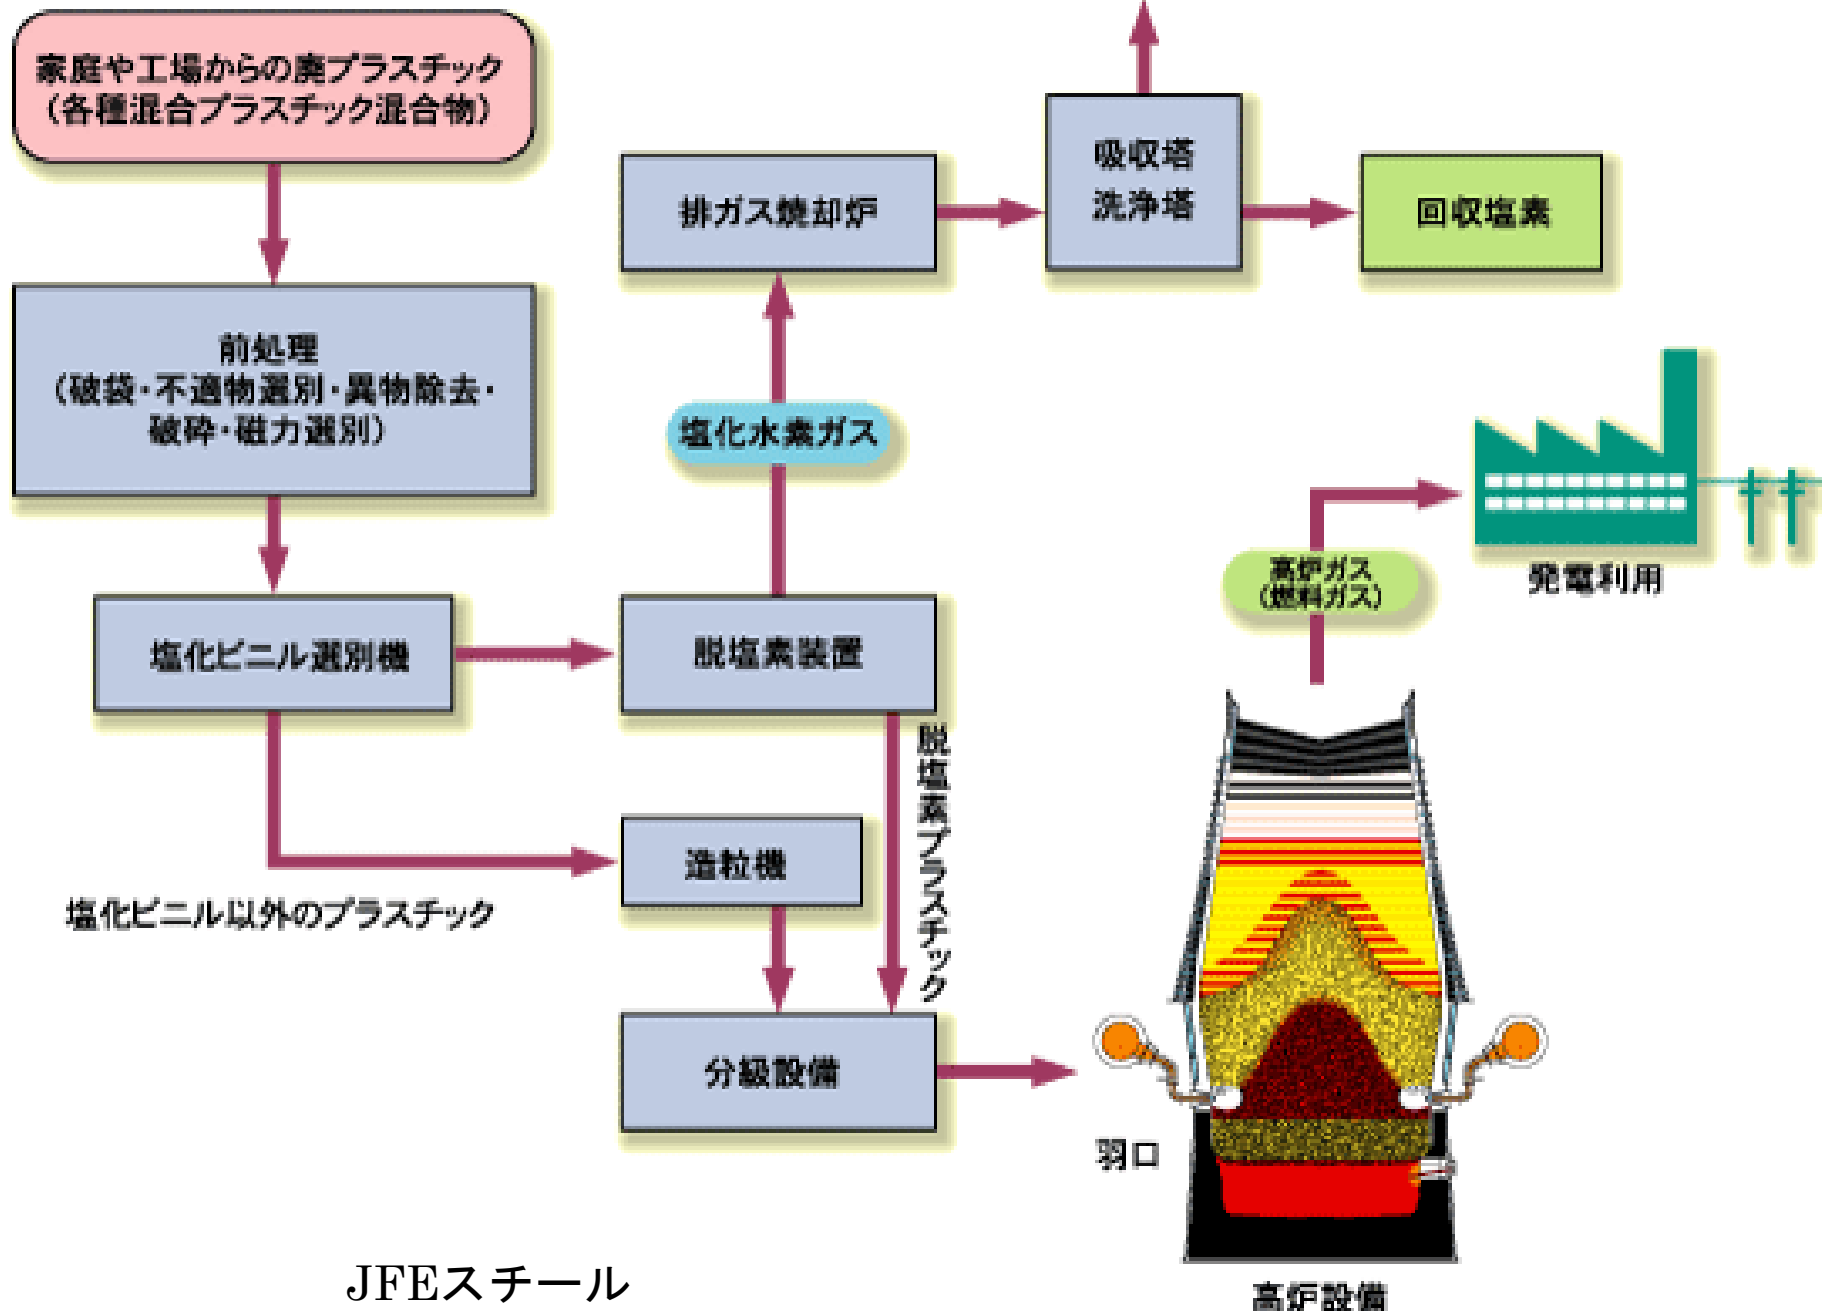 家庭や工場からの廃プラスチック
（各種混合プラスチック混合物）
前処理
（破袋・不適物選別・異物除去・
破砕・磁力選別）
塩化ビニル選別機
塩化ビニル以外のプラスチック
排ガス焼却炉
塩化水素ガス
脱塩素装置
脱塩素プラスチック
造粒機
分級設備
吸収塔
洗浄塔
回収塩素
発電利用
高炉ガス
（燃料ガス）
羽口
高炉設備
JFEスチール